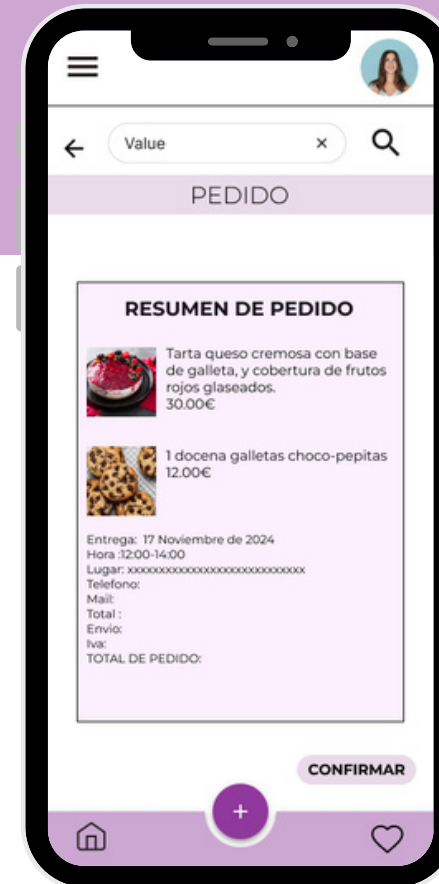 Value
PEDIDO
RESUMEN DE PEDIDO
Tarta queso cremosa con base
de galleta, y cobertura de frutos
rojos glaseados.
30.00€
1 docena galletas choco-pepitas
12.00€
Entrega: 17 Noviembre de 2024
Hora :12:00-14:00
Lugar: xxxxxxxxxxxxxxxxxxxxxxxxxxxx
Telefono:
Mail:
Total :
Envio:
Iva:
TOTAL DE PEDIDO:
CONFIRMAR